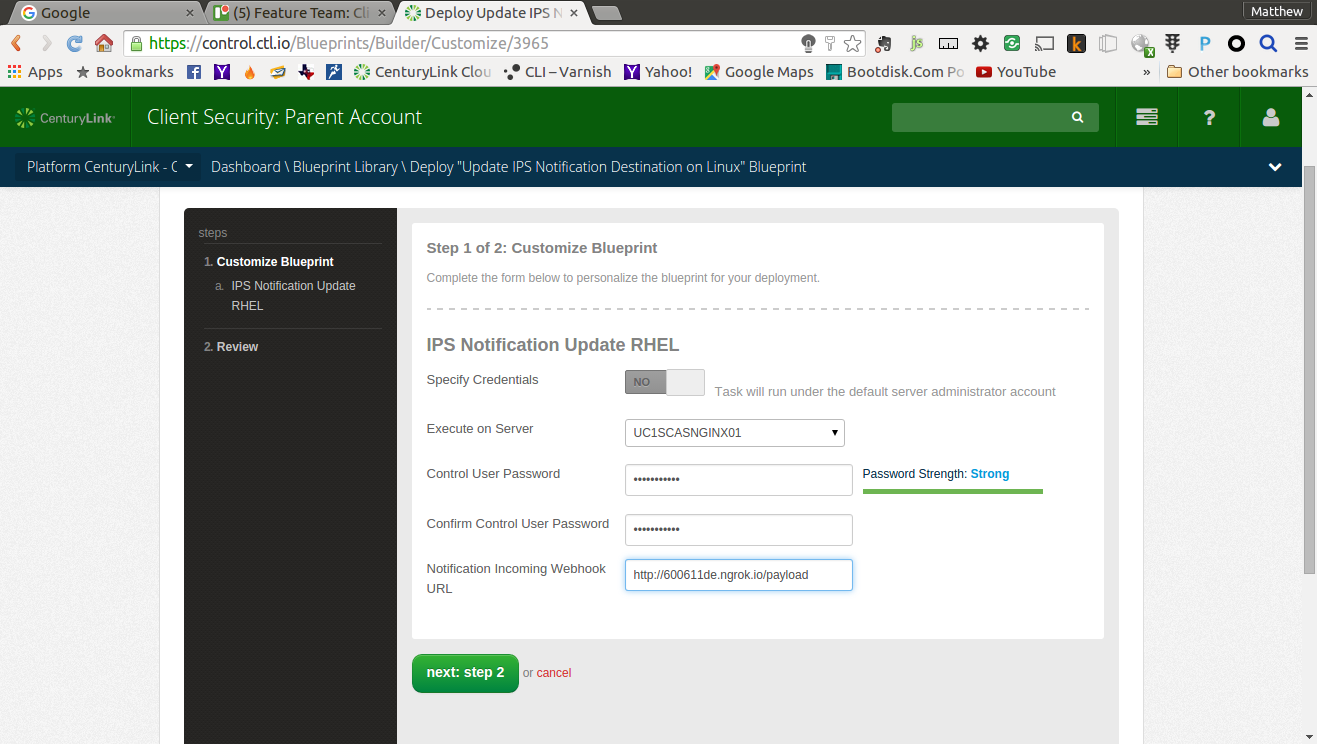 Google
(5) Feature Team: Cli
Deploy Update IPS N
Matthew
https://control.ctl.io/Blueprints/Builder/Customize/3965
Apps
Bookmarks
CenturyLink Clou
CLI – Varnish
Yahoo!
Google Maps
Bootdisk.Com Po
YouTube
»
Other bookmarks
CenturyLink
Client Security: Parent Account
?
Platform CenturyLink - C
Dashboard \ Blueprint Library \ Deploy "Update IPS Notification Destination on Linux" Blueprint
steps
1. Customize Blueprint
a. IPS Notification Update
RHEL
2. Review
Step 1 of 2: Customize Blueprint
Complete the form below to personalize the blueprint for your deployment.
IPS Notification Update RHEL
Specify Credentials
NO
Task will run under the default server administrator account
Execute on Server
UC1SCASNGINX01
Control User Password
•••••••••••
Password Strength: Strong
Confirm Control User Password
•••••••••••
Notification Incoming Webhook
URL
http://600611de.ngrok.io/payload
next: step 2
or cancel